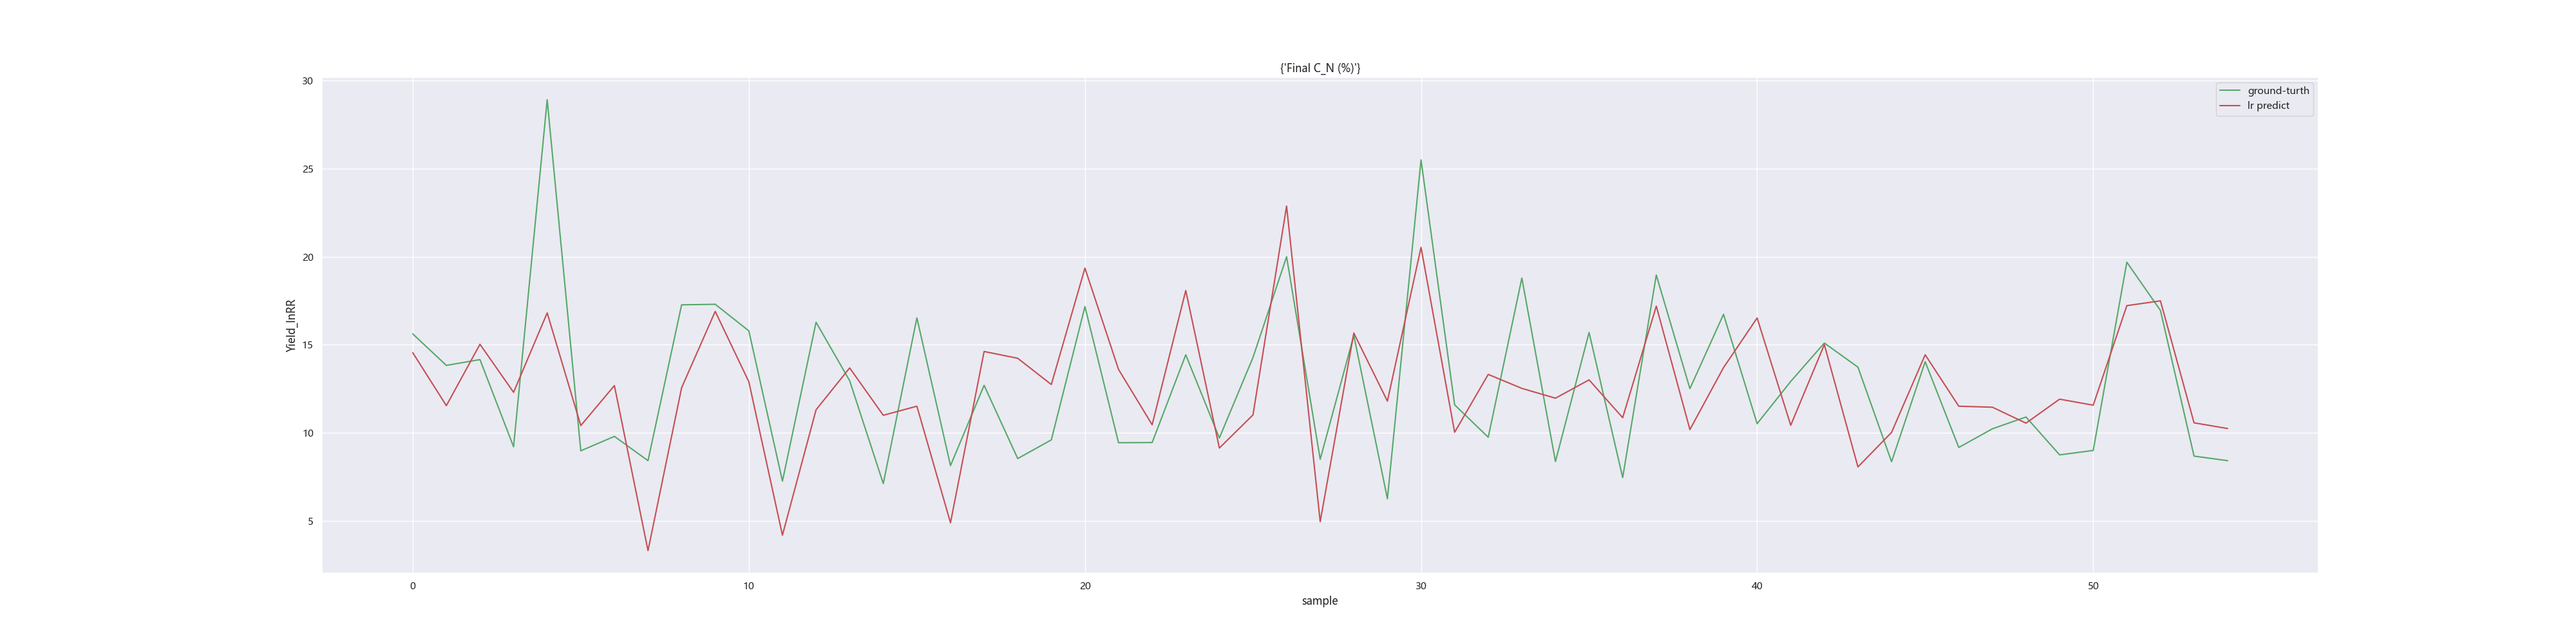 {'Final C_N (%)'}
ground-turth
lr predict
30
25
20
15
10
5
Yield_lnRR
0 10 20 30 40 50
sample